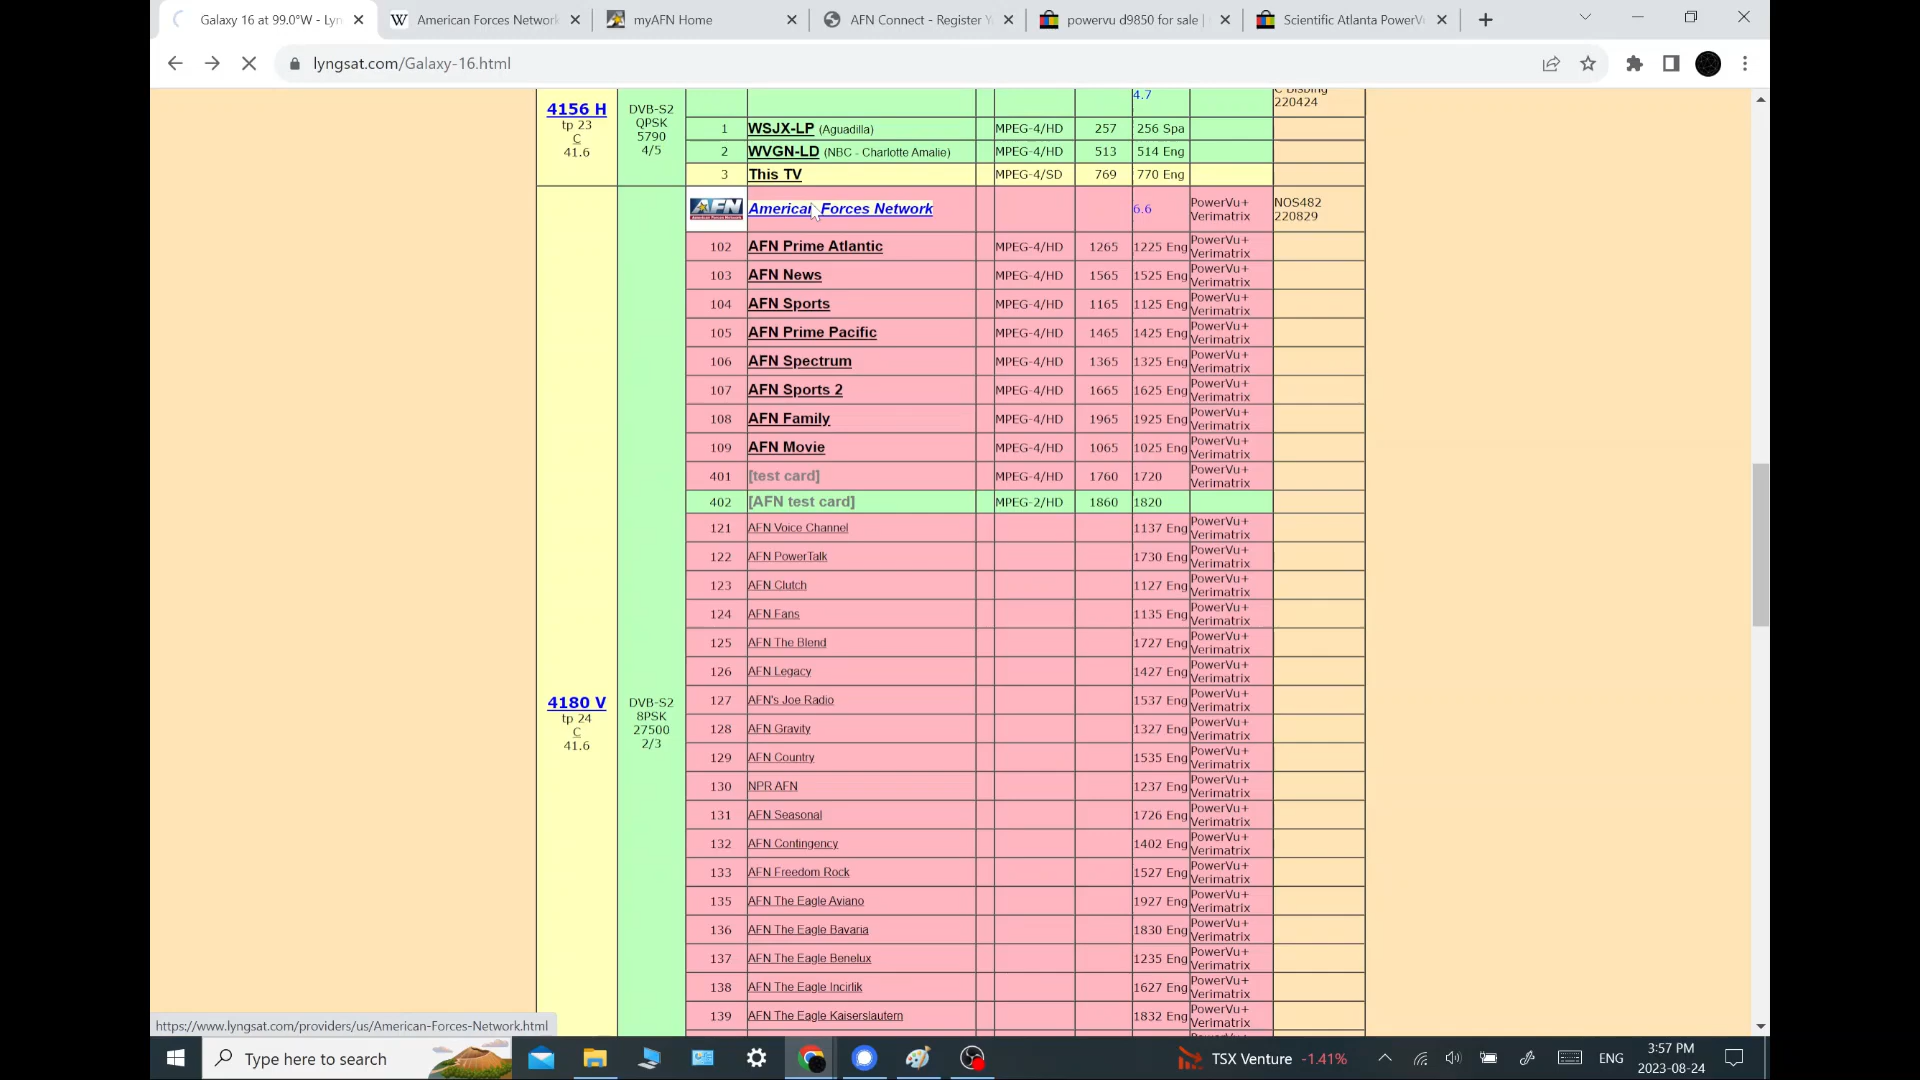 Galaxy 16 at 99.0°W - Lyn
American Forces Network
myAFN Home
AFN Connect - Register Y
powervu d9850 for sale |
Scientific Atlanta PowerV
lyngsat.com/Galaxy-16.html
4156 H
tp 23
C
41.6
DVB-S2
QPSK
5790
4/5
4.7
220424
1 WSJX-LP (Aguadilla) MPEG-4/HD 257 256 Spa
2 WVGN-LD (NBC - Charlotte Amalie) MPEG-4/HD 513 514 Eng
3 This TV MPEG-4/SD 769 770 Eng
4180 V
tp 24
C
41.6
DVB-S2
8PSK
27500
2/3
AFN American Forces Network 6.6 PowerVu+ Verimatrix NOS482 220829
102 AFN Prime Atlantic MPEG-4/HD 1265 1225 Eng PowerVu+ Verimatrix
103 AFN News MPEG-4/HD 1565 1525 Eng PowerVu+ Verimatrix
104 AFN Sports MPEG-4/HD 1165 1125 Eng PowerVu+ Verimatrix
105 AFN Prime Pacific MPEG-4/HD 1465 1425 Eng PowerVu+ Verimatrix
106 AFN Spectrum MPEG-4/HD 1365 1325 Eng PowerVu+ Verimatrix
107 AFN Sports 2 MPEG-4/HD 1665 1625 Eng PowerVu+ Verimatrix
108 AFN Family MPEG-4/HD 1965 1925 Eng PowerVu+ Verimatrix
109 AFN Movie MPEG-4/HD 1065 1025 Eng PowerVu+ Verimatrix
401 [test card] MPEG-4/HD 1760 1720 PowerVu+ Verimatrix
402 [AFN test card] MPEG-2/HD 1860 1820
121 AFN Voice Channel 1137 Eng PowerVu+ Verimatrix
122 AFN PowerTalk 1730 Eng PowerVu+ Verimatrix
123 AFN Clutch 1127 Eng PowerVu+ Verimatrix
124 AFN Fans 1135 Eng PowerVu+ Verimatrix
125 AFN The Blend 1727 Eng PowerVu+ Verimatrix
126 AFN Legacy 1427 Eng PowerVu+ Verimatrix
127 AFN's Joe Radio 1537 Eng PowerVu+ Verimatrix
128 AFN Gravity 1327 Eng PowerVu+ Verimatrix
129 AFN Country 1535 Eng PowerVu+ Verimatrix
130 NPR AFN 1237 Eng PowerVu+ Verimatrix
131 AFN Seasonal 1726 Eng PowerVu+ Verimatrix
132 AFN Contingency 1402 Eng PowerVu+ Verimatrix
133 AFN Freedom Rock 1527 Eng PowerVu+ Verimatrix
135 AFN The Eagle Aviano 1927 Eng PowerVu+ Verimatrix
136 AFN The Eagle Bavaria 1830 Eng PowerVu+ Verimatrix
137 AFN The Eagle Benelux 1235 Eng PowerVu+ Verimatrix
138 AFN The Eagle Incirlik 1627 Eng PowerVu+ Verimatrix
139 AFN The Eagle Kaiserslautern 1832 Eng PowerVu+ Verimatrix
https://www.lyngsat.com/providers/us/American-Forces-Network.html
Type here to search
TSX Venture -1.41%
ENG
3:57 PM
2023-08-24